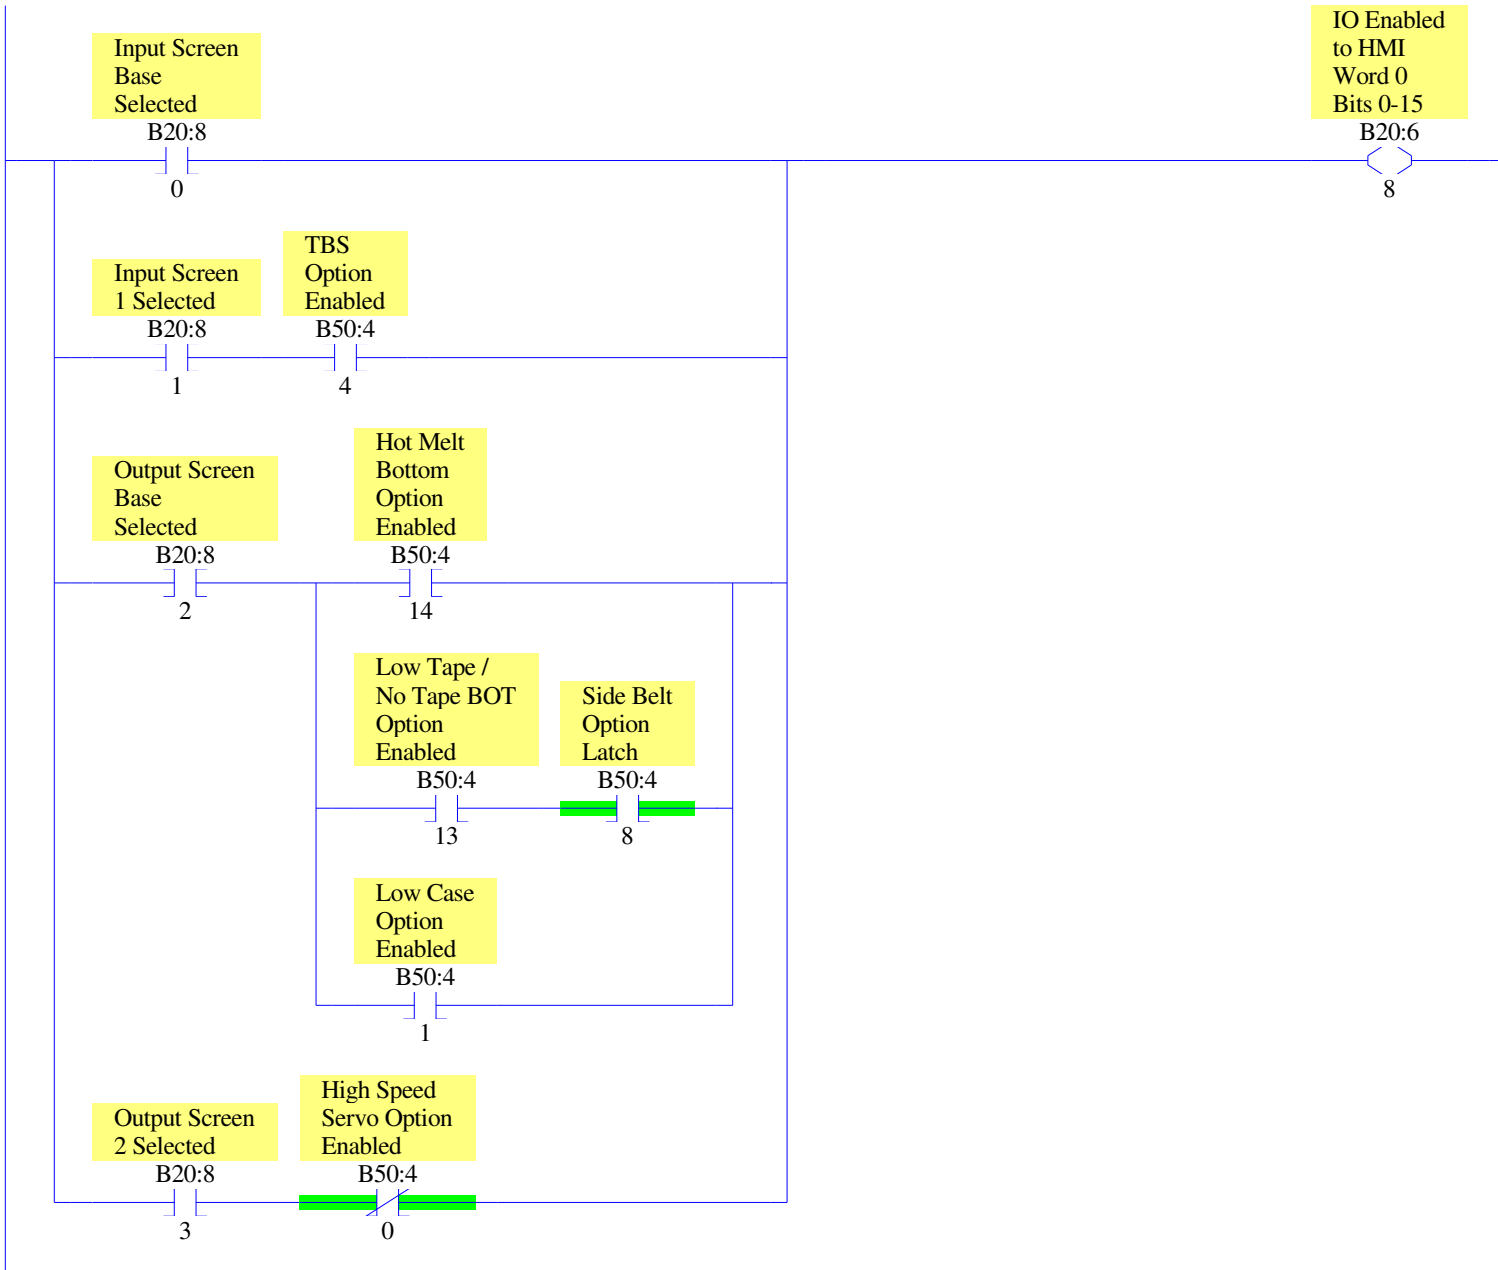 Input Screen
Base
Selected
B20:8
0
IO Enabled
to HMI
Word 0
Bits 0-15
B20:6
8
Input Screen
1 Selected
B20:8
1
TBS
Option
Enabled
B50:4
4
Output Screen
Base
Selected
B20:8
2
Hot Melt
Bottom
Option
Enabled
B50:4
14
Low Tape /
No Tape BOT
Option
Enabled
B50:4
13
Side Belt
Option
Latch
B50:4
8
Low Case
Option
Enabled
B50:4
1
Output Screen
2 Selected
B20:8
3
High Speed
Servo Option
Enabled
B50:4
0